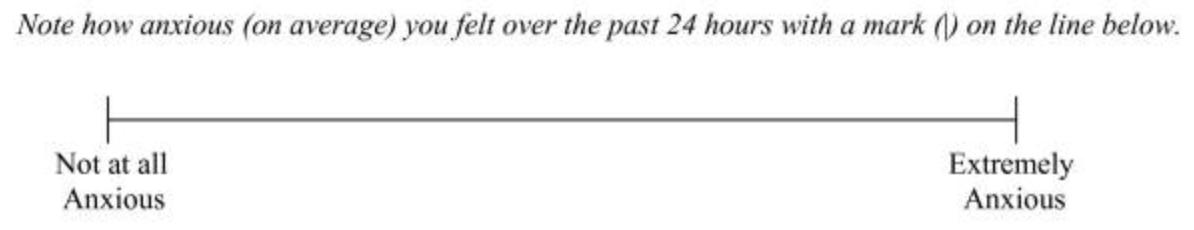 Note how anxious (on average) you felt over the past 24 hours with a mark (|) on the line below.
Not at all
Anxious
Extremely
Anxious